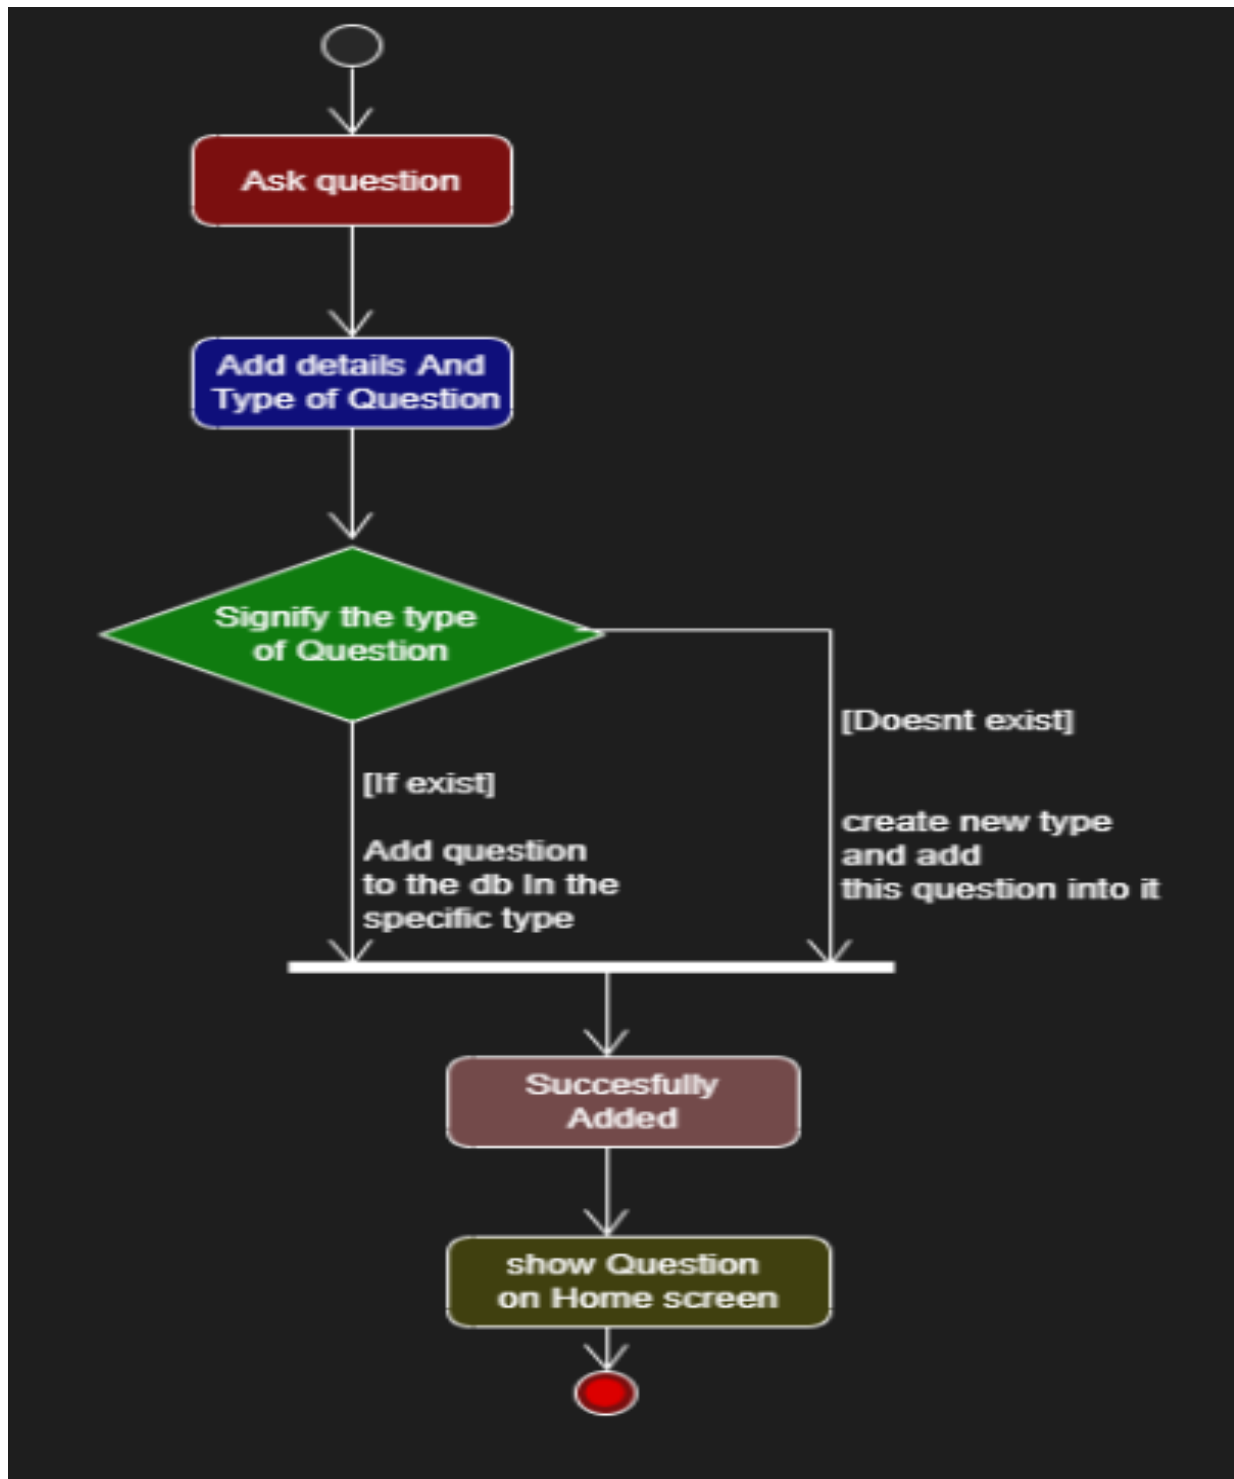 Ask question
Add details And
Type of Question
Signify the type
of Question
[Doesnt exist]
[If exist]
create new type
and add
this question into it
Add question
to the db In the
specific type
Succesfully
Added
show Question
on Home screen